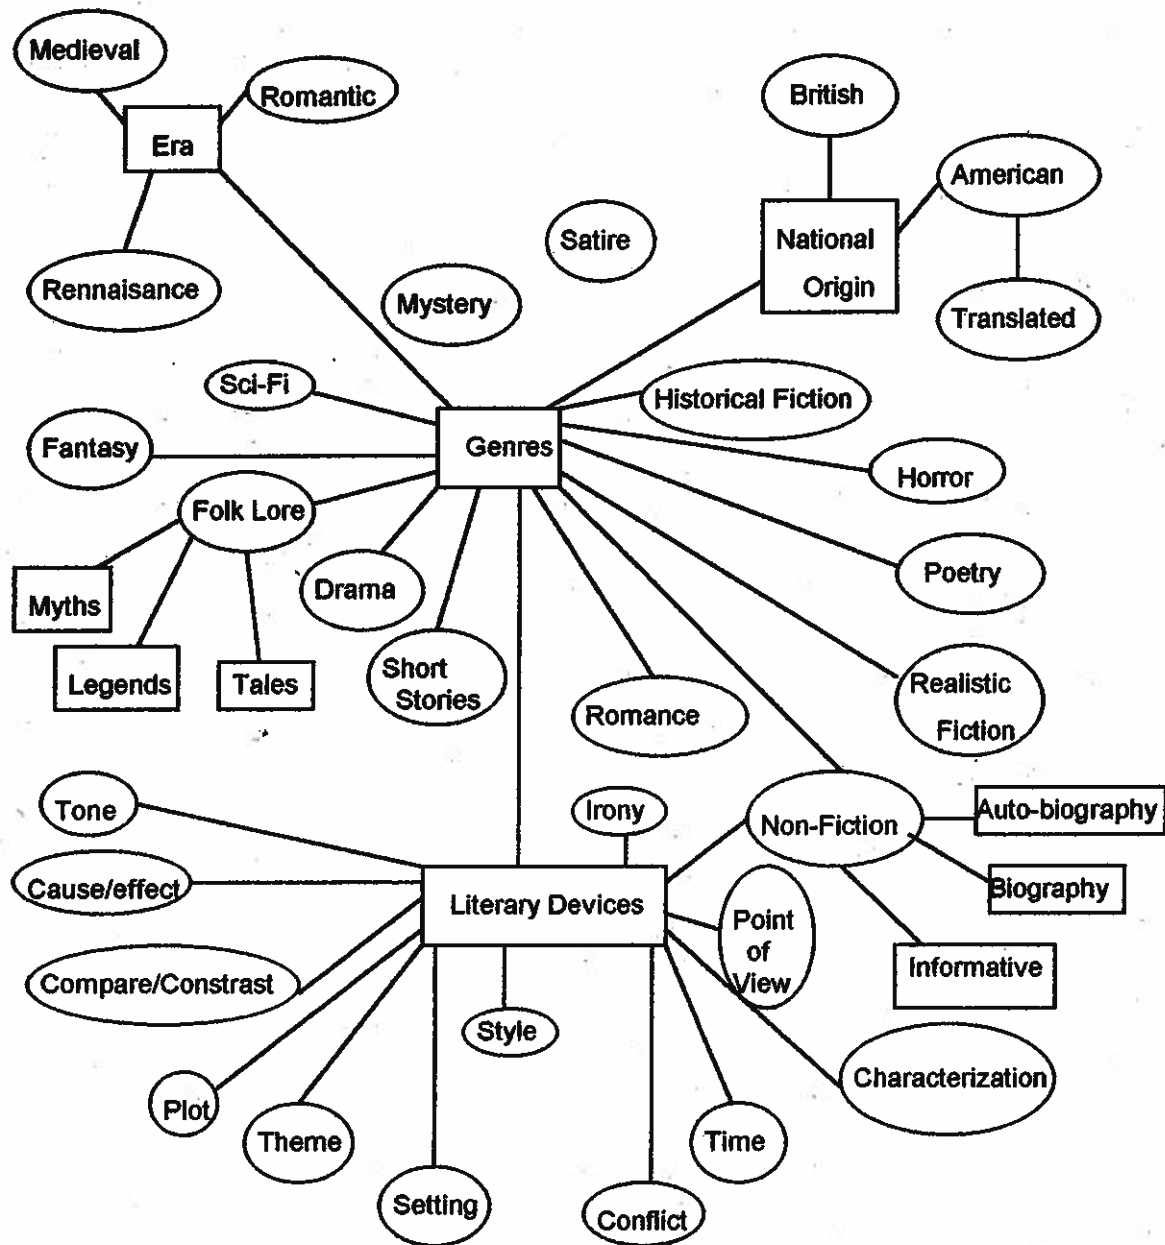 Medieval
Romantic
Era
Rennaisance
British
American
National
Origin
Translated
Satire
Mystery
Sci-Fi
Historical Fiction
Fantasy
Genres
Horror
Folk Lore
Drama
Poetry
Myths
Legends
Tales
Short
Stories
Romance
Realistic
Fiction
Tone
Irony
Non-Fiction
Auto-biography
Cause/effect
Literary Devices
Biography
Point
of
View
Informative
Compare/Constrast
Style
Characterization
Plot
Theme
Time
Setting
Conflict